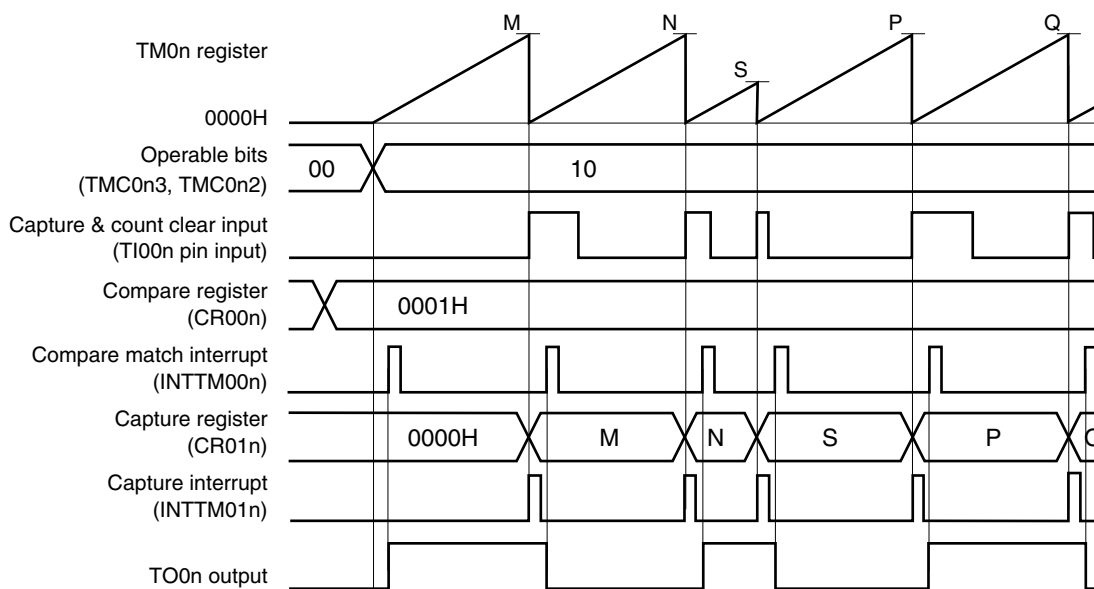 M N S P Q
TM0n register
0000H
Operable bits
(TMC0n3, TMC0n2)
00 10
Capture & count clear input
(TI00n pin input)
Compare register
(CR00n)
0001H
Compare match interrupt
(INTTM00n)
Capture register
(CR01n)
0000H M N S P
Capture interrupt
(INTTM01n)
TO0n output